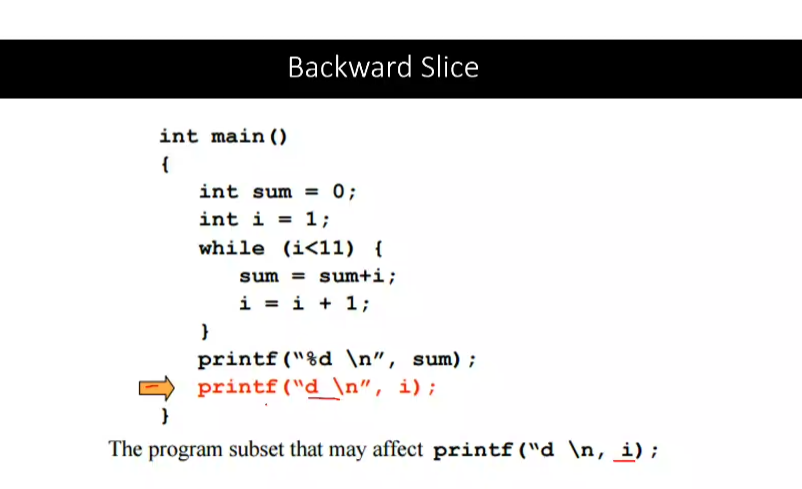 Backward Slice
int main()
{
int sum = 0;
int i = 1;
while (i<11) {
sum = sum+i;
i = i + 1;
}
printf("%d \n", sum);
printf("d \n", i);
}
The program subset that may affect printf("d \n, i);